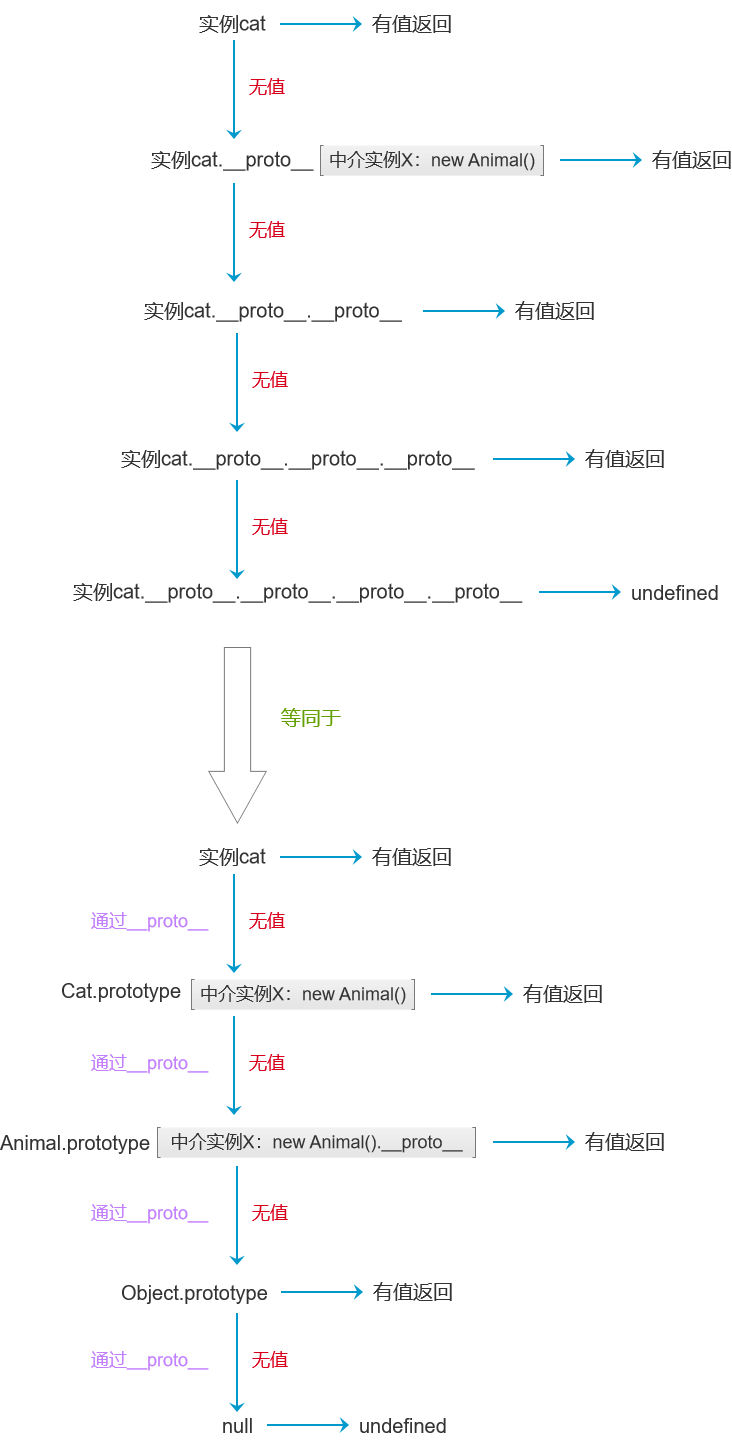 实例cat 有值返回
无值
实例cat.__proto__ 中介实例X：new Animal() 有值返回
无值
实例cat.__proto__.__proto__ 有值返回
无值
实例cat.__proto__.__proto__.__proto__ 有值返回
无值
实例cat.__proto__.__proto__.__proto__.__proto__ undefined
等同于
实例cat 有值返回
通过__proto__ 无值
Cat.prototype 中介实例X：new Animal() 有值返回
通过__proto__ 无值
Animal.prototype 中介实例X：new Animal().__proto__ 有值返回
通过__proto__ 无值
Object.prototype 有值返回
通过__proto__ 无值
null undefined